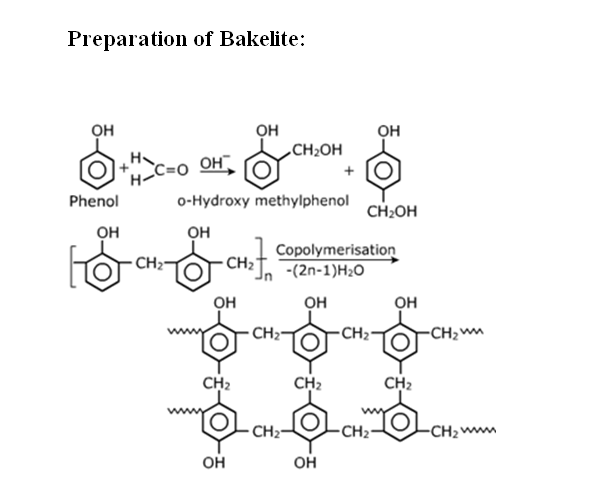 Preparation of Bakelite:
OH OH OH
H
+ C=O OH⁻ CH₂OH +
H
Phenol o-Hydroxy methylphenol
CH₂OH
OH OH
[ CH₂ CH₂ ]n Copolymerisation
-(2n-1)H₂O
OH OH OH
CH₂ CH₂ CH₂
CH₂ CH₂ CH₂
CH₂ CH₂ CH₂
OH OH